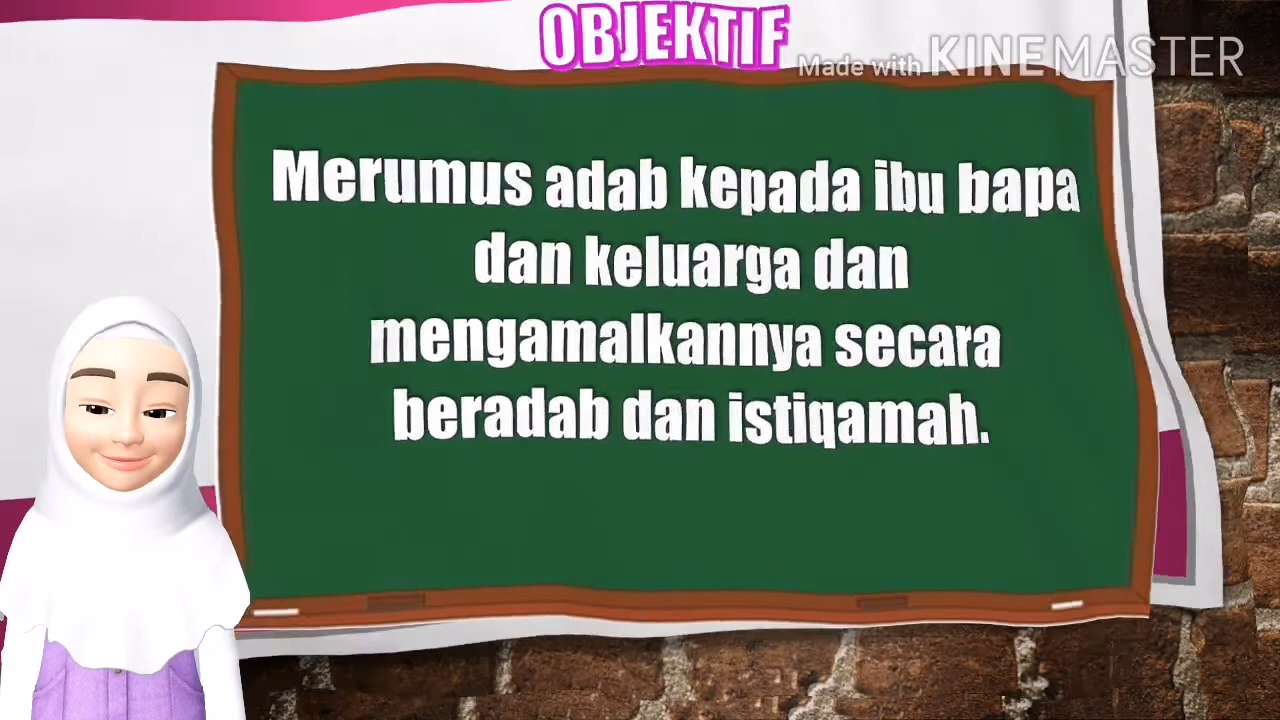 OBJEKTIF
Made with KINEMASTER
Merumus adab kepada ibu bapa
dan keluarga dan
mengamalkannya secara
beradab dan istiqamah.